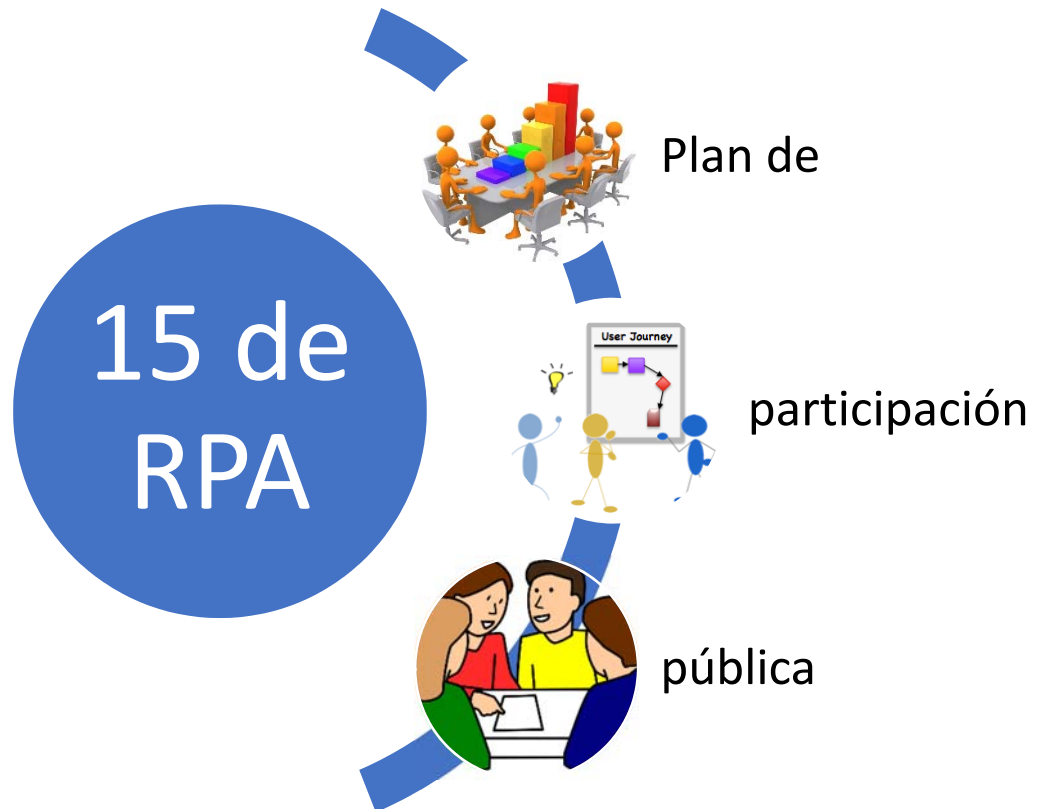 15 de
RPA
Plan de
User Journey
participación
pública